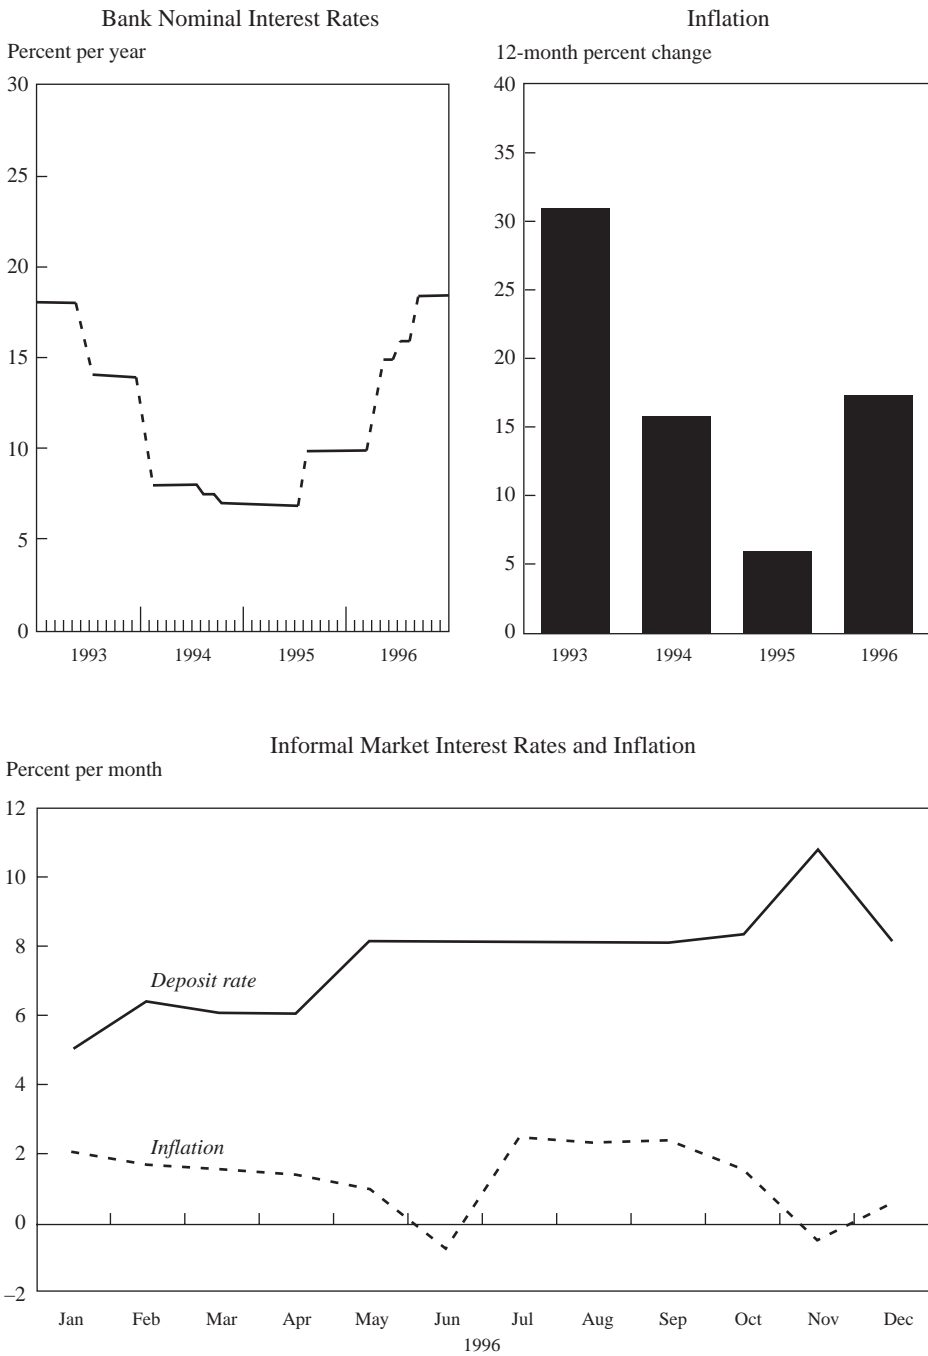 Bank Nominal Interest Rates
Percent per year
30
25
20
15
10
5
0
1993 1994 1995 1996
Inflation
12-month percent change
40
35
30
25
20
15
10
5
0
1993 1994 1995 1996
Informal Market Interest Rates and Inflation
Percent per month
12
10
8
Deposit rate
6
4
Inflation
2
0
–2
Jan Feb Mar Apr May Jun Jul Aug Sep Oct Nov Dec
1996